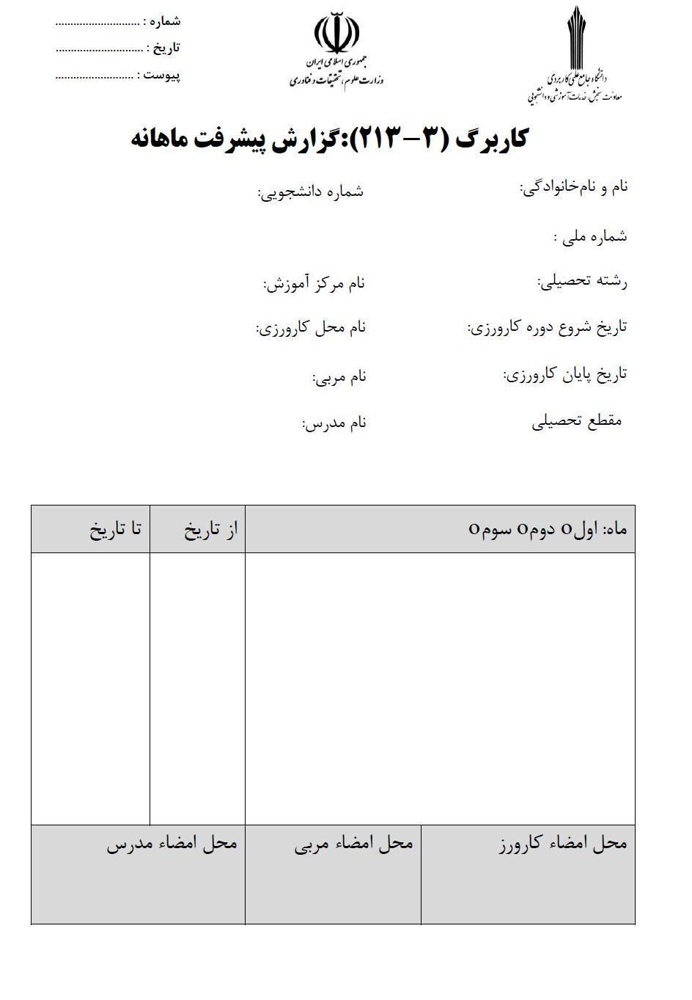 شماره : ............................
تاریخ : .............................
پیوست : ..........................
جمهوری اسلامی ایران
وزارت علوم، تحقیقات و فناوری
دانشگاه جامع علمی کاربردی
معاونت سنجش، خدمات آموزشی و دانشجویی
کاربرگ (۳-۲۱۳):گزارش پیشرفت ماهانه
نام و نام‌خانوادگی: شماره دانشجویی:
شماره ملی :
رشته تحصیلی: نام مرکز آموزش:
تاریخ شروع دوره کارورزی: نام محل کارورزی:
تاریخ پایان کارورزی: نام مربی:
مقطع تحصیلی نام مدرس:
ماه: اول○ دوم○ سوم○ از تاریخ تا تاریخ
محل امضاء کارورز محل امضاء مربی محل امضاء مدرس